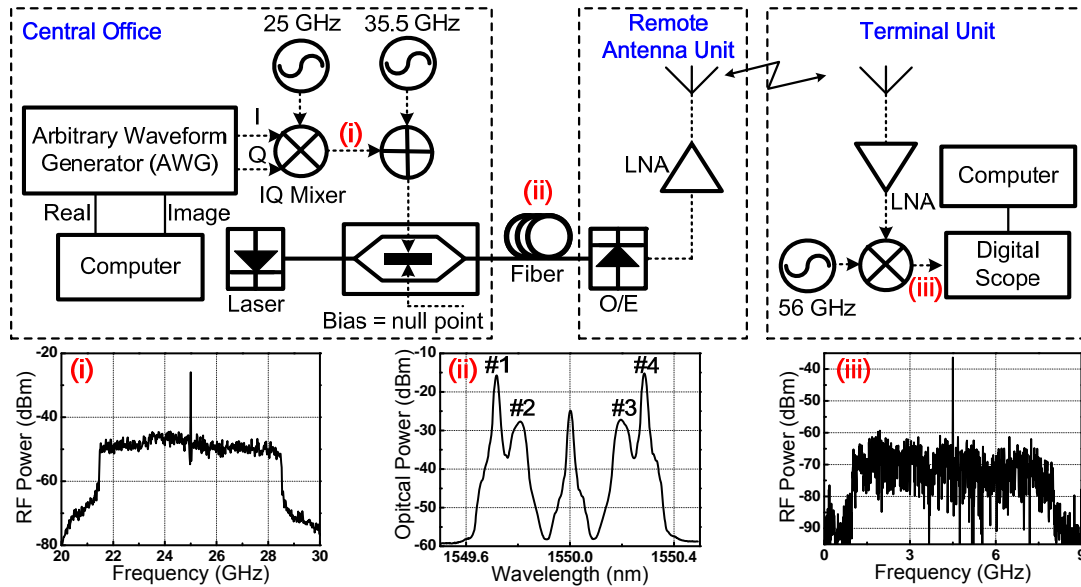 Central Office
25 GHz
35.5 GHz
Remote
Antenna Unit
Terminal Unit
Arbitrary Waveform
Generator (AWG)
I
Q
(i)
IQ Mixer
Real
Image
Computer
Laser
Bias = null point
(ii)
Fiber
O/E
LNA
LNA
Computer
Digital
Scope
56 GHz
(iii)
(i)
RF Power (dBm)
-20
-40
-60
-80
20 22 24 26 28 30
Frequency (GHz)
(ii)
#1
#2
#3
#4
Opitcal Power (dBm)
-10
-20
-30
-40
-50
-60
1549.6 1550.0 1550.4
Wavelength (nm)
(iii)
RF Power (dBm)
-40
-50
-60
-70
-80
-90
0 3 6 9
Frequency (GHz)